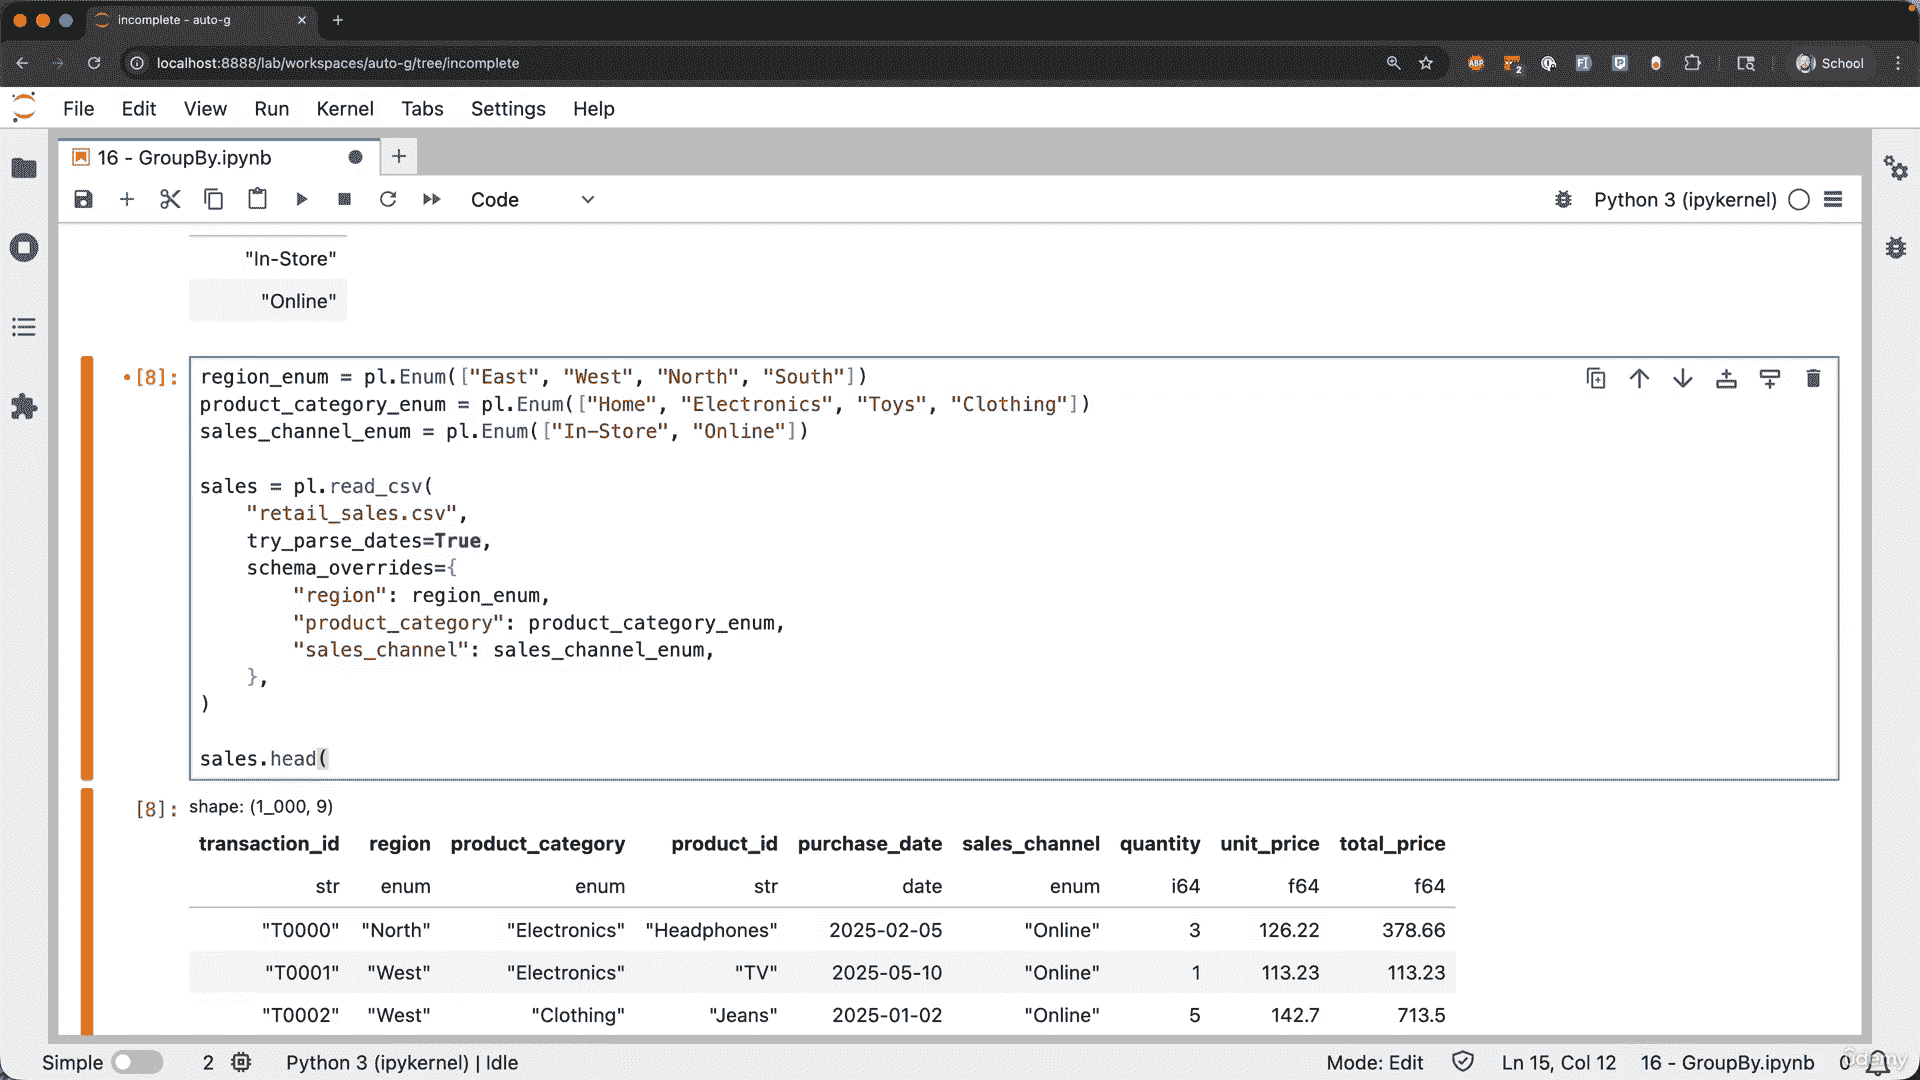 incomplete - auto-g
localhost:8888/lab/workspaces/auto-g/tree/incomplete
ABP
2
School
File Edit View Run Kernel Tabs Settings Help
16 - GroupBy.ipynb
Code
Python 3 (ipykernel)
"In-Store"
"Online"
[8]:
region_enum = pl.Enum(["East", "West", "North", "South"])
product_category_enum = pl.Enum(["Home", "Electronics", "Toys", "Clothing"])
sales_channel_enum = pl.Enum(["In-Store", "Online"])
sales = pl.read_csv(
"retail_sales.csv",
try_parse_dates=True,
schema_overrides={
"region": region_enum,
"product_category": product_category_enum,
"sales_channel": sales_channel_enum,
},
)
sales.head(
[8]: shape: (1_000, 9)
transaction_id region product_category product_id purchase_date sales_channel quantity unit_price total_price
str enum enum str date enum i64 f64 f64
"T0000" "North" "Electronics" "Headphones" 2025-02-05 "Online" 3 126.22 378.66
"T0001" "West" "Electronics" "TV" 2025-05-10 "Online" 1 113.23 113.23
"T0002" "West" "Clothing" "Jeans" 2025-01-02 "Online" 5 142.7 713.5
Simple 2 Python 3 (ipykernel) | Idle Mode: Edit Ln 15, Col 12 16 - GroupBy.ipynb 0
Udemy